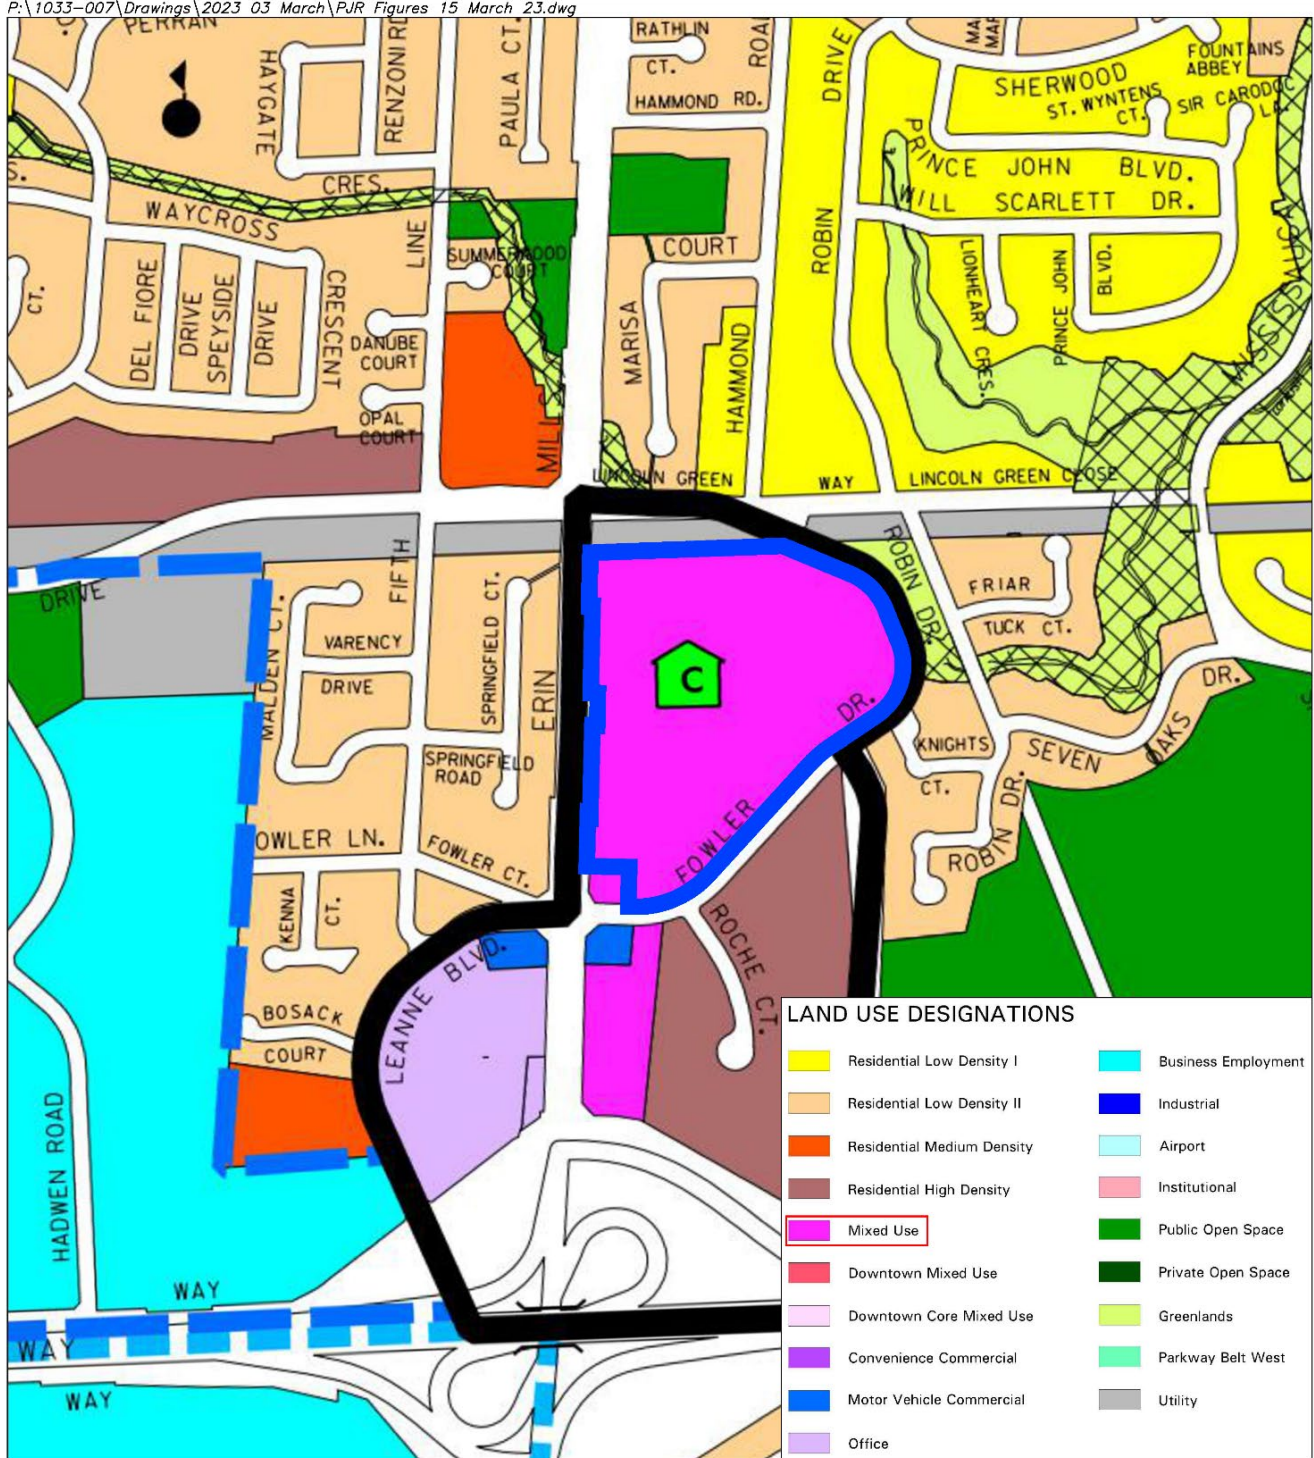 P:\1033-007\Drawings\2023 03 March\PJR Figures 15 March 23.dwg
PERRAN
HAYGATE
RENZONI RD
PAULA CT.
RATHLIN
CT.
HAMMOND RD.
ROAD
DRIVE
SHERWOOD
FOUNTAINS
ABBEY
ST. WYNTENS
CT.
SIR CARODOC
LA.
PRINCE JOHN BLVD.
WILL SCARLETT DR.
CRES.
WAYCROSS
LINE
SUMMERWOOD
COURT
COURT
ROBIN
LIONHEART CRES.
PRINCE JOHN
BLVD.
MISSISSAUGA
CT.
DEL FIORE
DRIVE
SPEYSIDE
DRIVE
CRESCENT
DANUBE
COURT
OPAL
COURT
MARISA
HAMMOND
MILLS
LINCOLN GREEN
WAY
LINCOLN GREEN CLOSE
DRIVE
MALDEN CT.
FIFTH
VARENCY
DRIVE
SPRINGFIELD CT.
ERIN
SPRINGFIELD
ROAD
C
ROBIN DR.
FRIAR
TUCK CT.
DR.
KNIGHTS
CT.
SEVEN OAKS DR.
ROBIN DR.
OWLER LN.
FOWLER CT.
FOWLER
KENNA
CT.
ROCHE CT.
LEANNE BLVD.
BOSACK
COURT
HADWEN ROAD
WAY
WAY
WAY
LAND USE DESIGNATIONS
Residential Low Density I
Residential Low Density II
Residential Medium Density
Residential High Density
Mixed Use
Downtown Mixed Use
Downtown Core Mixed Use
Convenience Commercial
Motor Vehicle Commercial
Office
Business Employment
Industrial
Airport
Institutional
Public Open Space
Private Open Space
Greenlands
Parkway Belt West
Utility